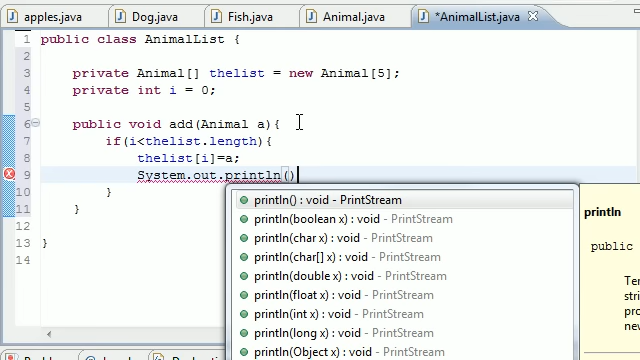 apples.java Dog.java Fish.java Animal.java *AnimalList.java
1 public class AnimalList {
2
3 private Animal[] thelist = new Animal[5];
4 private int i = 0;
5
6 public void add(Animal a){
7 if(i<thelist.length){
8 thelist[i]=a;
9 System.out.println()
10 }
11 }
12
13 }
14
println() : void - PrintStream
println(boolean x) : void - PrintStream
println(char x) : void - PrintStream
println(char[] x) : void - PrintStream
println(double x) : void - PrintStream
println(float x) : void - PrintStream
println(int x) : void - PrintStream
println(long x) : void - PrintStream
println(Object x) : void - PrintStream
println
public
Te
stri
pro
nev